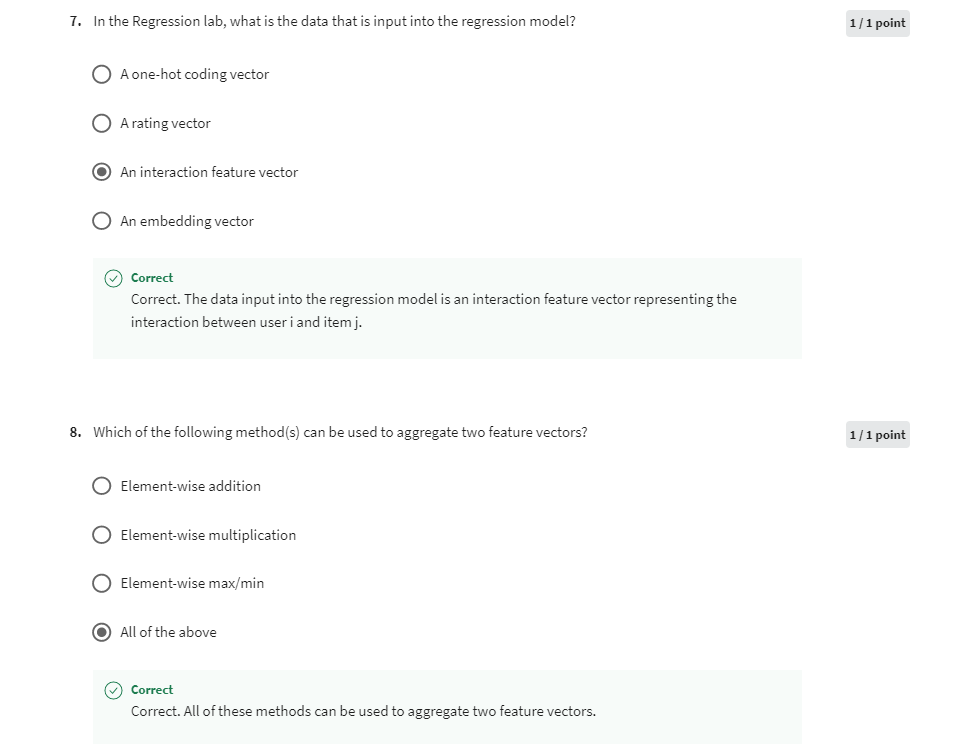 7. In the Regression lab, what is the data that is input into the regression model?
1 / 1 point
A one-hot coding vector
A rating vector
An interaction feature vector
An embedding vector
Correct
Correct. The data input into the regression model is an interaction feature vector representing the
interaction between user i and item j.
8. Which of the following method(s) can be used to aggregate two feature vectors?
1 / 1 point
Element-wise addition
Element-wise multiplication
Element-wise max/min
All of the above
Correct
Correct. All of these methods can be used to aggregate two feature vectors.